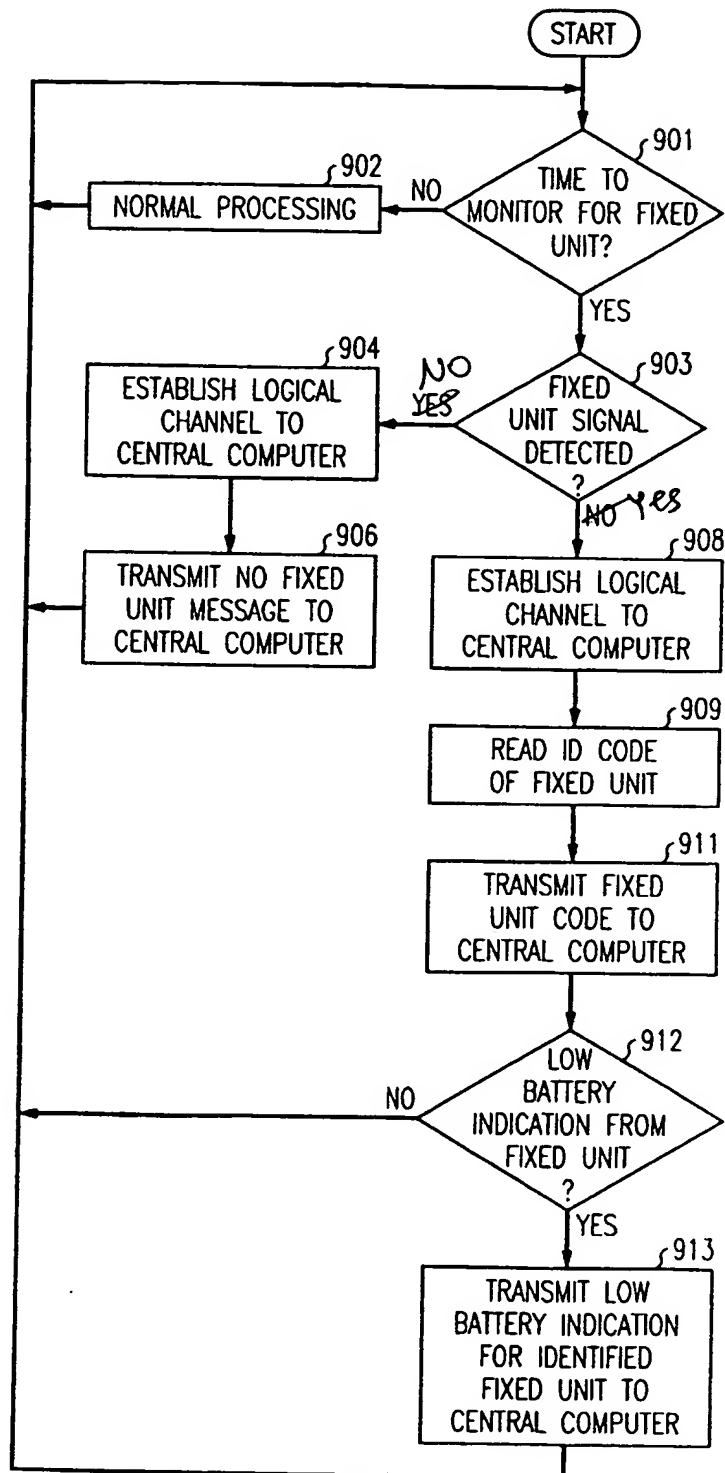 START
901
TIME TO
MONITOR FOR FIXED
UNIT?
NO
902
NORMAL PROCESSING
YES
903
FIXED
UNIT SIGNAL
DETECTED
?
NO
YES
904
ESTABLISH LOGICAL
CHANNEL TO
CENTRAL COMPUTER
906
TRANSMIT NO FIXED
UNIT MESSAGE TO
CENTRAL COMPUTER
NO yes
908
ESTABLISH LOGICAL
CHANNEL TO
CENTRAL COMPUTER
909
READ ID CODE
OF FIXED UNIT
911
TRANSMIT FIXED
UNIT CODE TO
CENTRAL COMPUTER
912
LOW
BATTERY
INDICATION FROM
FIXED UNIT
?
NO
YES
913
TRANSMIT LOW
BATTERY INDICATION
FOR IDENTIFIED
FIXED UNIT TO
CENTRAL COMPUTER